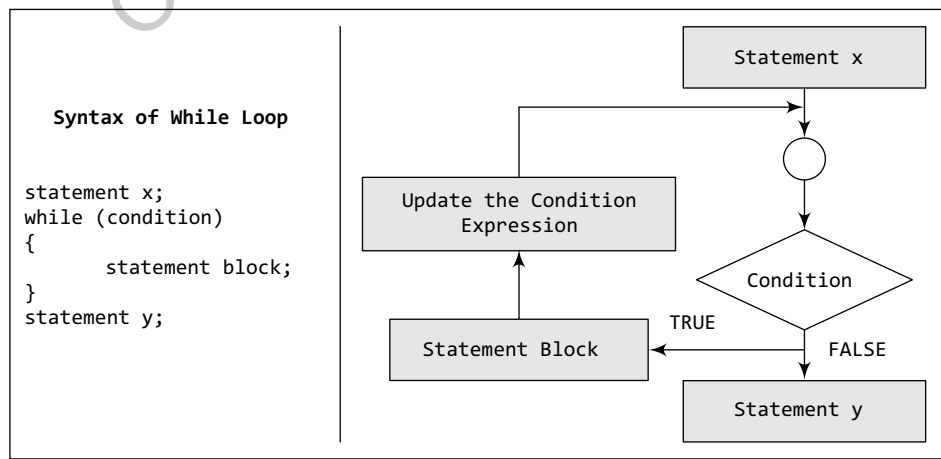 Syntax of While Loop
statement x;
while (condition)
{
statement block;
}
statement y;
Statement x
Update the Condition
Expression
Condition
TRUE
Statement Block
FALSE
Statement y